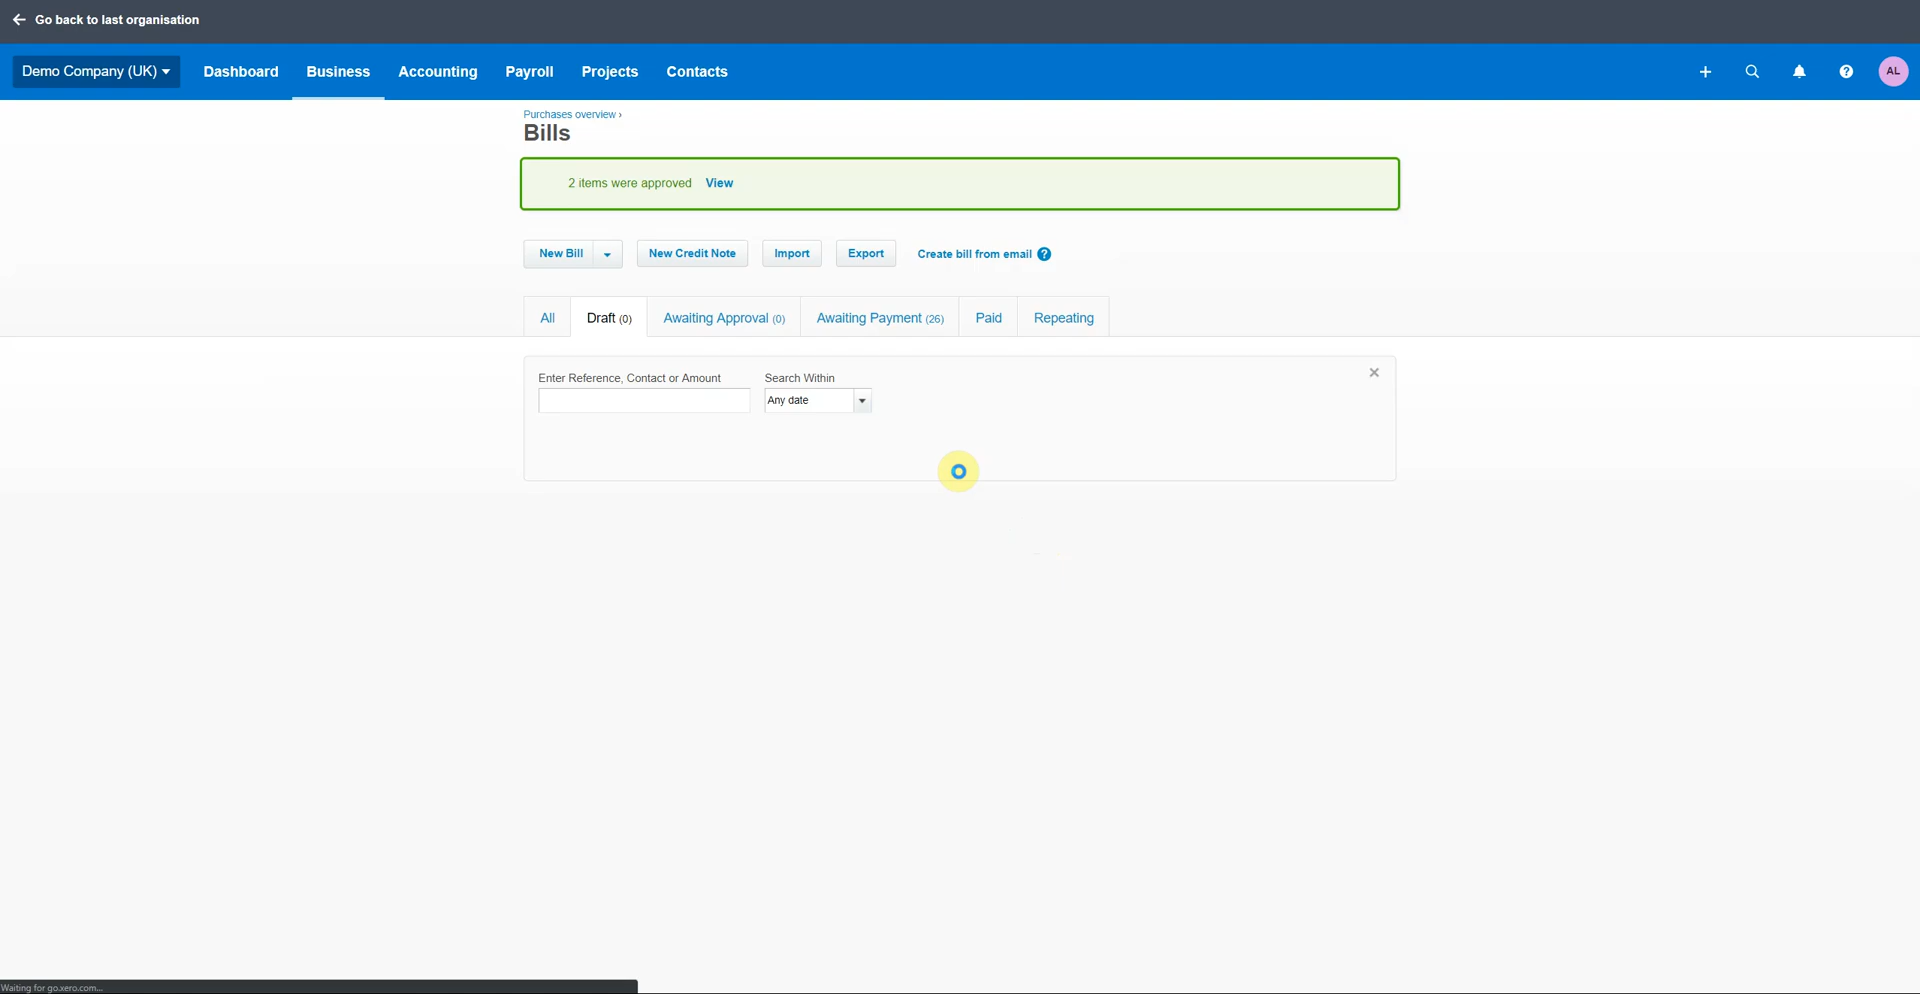 Go back to last organisation
Demo Company (UK) Dashboard Business Accounting Payroll Projects Contacts AL
Purchases overview ›
Bills
2 items were approved View
New Bill New Credit Note Import Export Create bill from email ?
All Draft (0) Awaiting Approval (0) Awaiting Payment (26) Paid Repeating
Enter Reference, Contact or Amount Search Within
Any date
Waiting for go.xero.com...